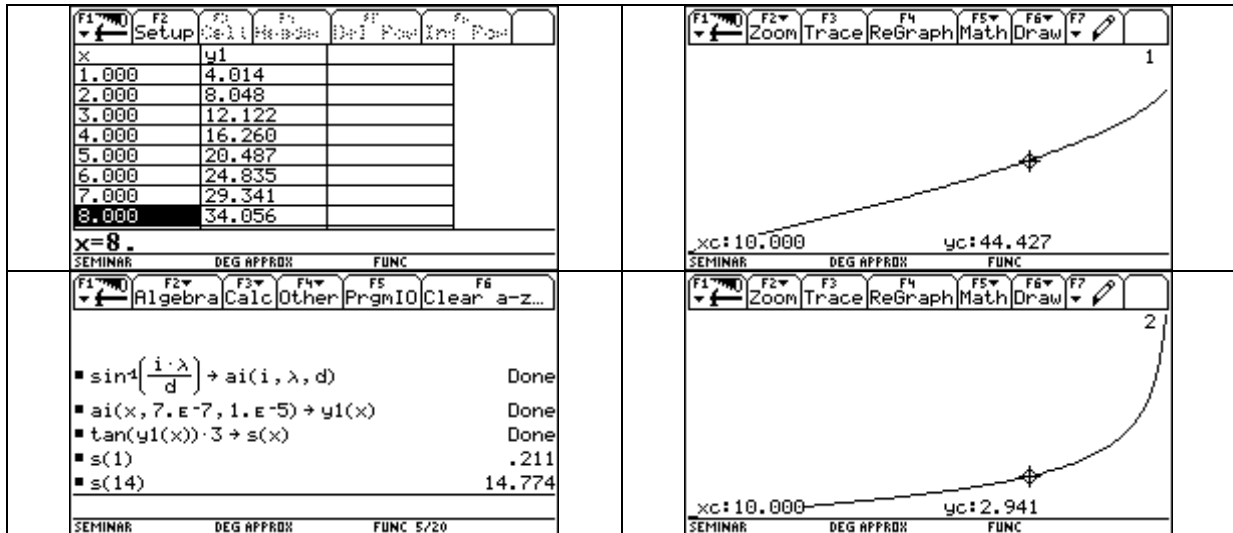 F1 F2 Setup Cell Header Del Row Ins Row
x y1
1.000 4.014
2.000 8.048
3.000 12.122
4.000 16.260
5.000 20.487
6.000 24.835
7.000 29.341
8.000 34.056
x=8.
SEMINAR DEG APPROX FUNC
F1 F2▾ Zoom F3 Trace F4 ReGraph F5▾ Math F6▾ Draw F7
1
xc:10.000 yc:44.427
SEMINAR DEG APPROX FUNC
F1 F2▾ Algebra F3▾ Calc F4▾ Other F5 PrgmIO F6 Clear a-z…
▪ sin⁻¹(i·λ/d) → ai(i,λ,d) Done
▪ ai(x,7.ᴇ-7,1.ᴇ-5) → y1(x) Done
▪ tan(y1(x))·3 → s(x) Done
▪ s(1) .211
▪ s(14) 14.774
SEMINAR DEG APPROX FUNC 5/20
F1 F2▾ Zoom F3 Trace F4 ReGraph F5▾ Math F6▾ Draw F7
2
xc:10.000 yc:2.941
SEMINAR DEG APPROX FUNC